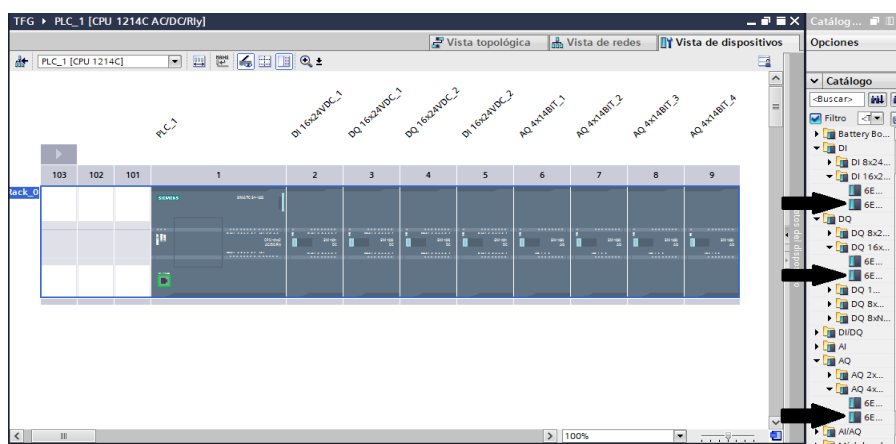 TFG ▸ PLC_1 [CPU 1214C AC/DC/Rly]
Catálog...
Vista topológica
Vista de redes
Vista de dispositivos
Opciones
PLC_1 [CPU 1214C]
Catálogo
<Buscar>
Filtro
PLC_1
DI 16x24VDC_1
DQ 16x24VDC_1
DQ 16x24VDC_2
DI 16x24VDC_2
AQ 4x14BIT_1
AQ 4x14BIT_2
AQ 4x14BIT_3
AQ 4x14BIT_4
103 102 101 1 2 3 4 5 6 7 8 9
Rack_0
SIEMENS
Battery Bo...
DI
DI 8x24...
DI 16x2...
6E...
6E...
DQ
DQ 8x2...
DQ 16x...
6E...
6E...
DQ 1...
DQ 8x...
DQ 8xN...
DI/DQ
AI
AQ
AQ 2x...
AQ 4x...
6E...
6E...
AI/AQ
100%